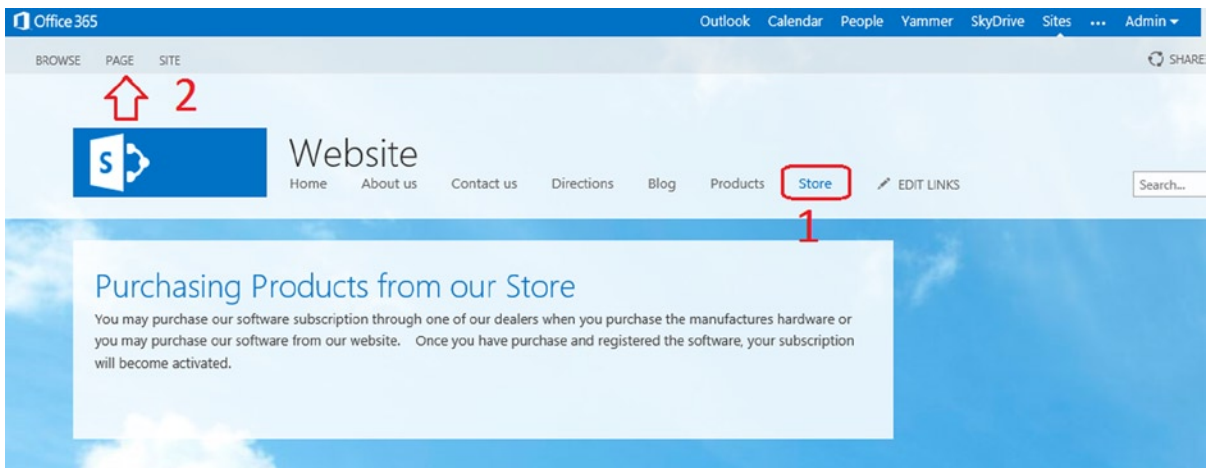 Office 365 Outlook Calendar People Yammer SkyDrive Sites ... Admin
BROWSE PAGE SITE SHARE
2
S
Website
Home About us Contact us Directions Blog Products Store EDIT LINKS Search...
1
Purchasing Products from our Store
You may purchase our software subscription through one of our dealers when you purchase the manufactures hardware or
you may purchase our software from our website. Once you have purchase and registered the software, your subscription
will become activated.